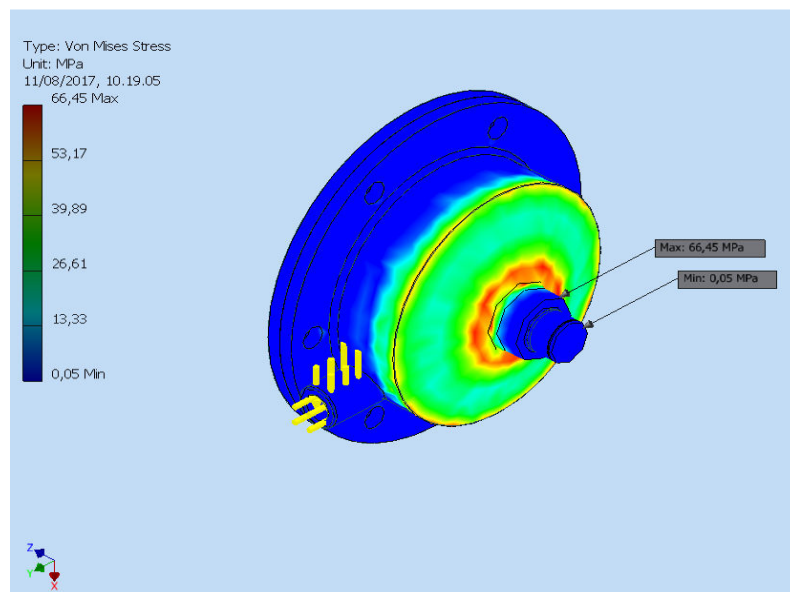 Type: Von Mises Stress
Unit: MPa
11/08/2017, 10.19.05
66,45 Max
53,17
39,89
26,61
13,33
0,05 Min
Max: 66,45 MPa
Min: 0,05 MPa
Z
Y
X